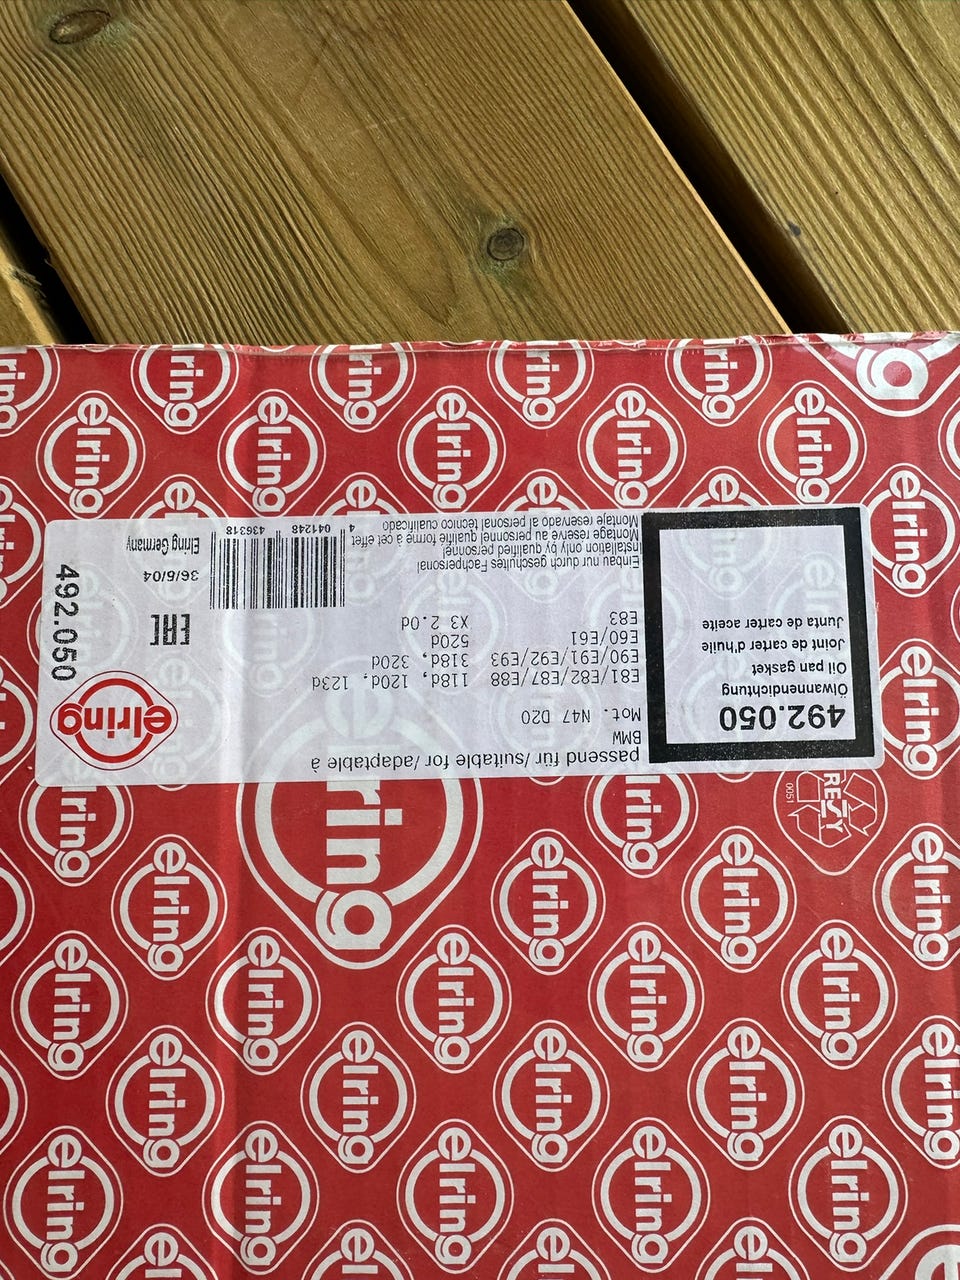 492.050
Ölwannendichtung
Oil pan gasket
Joint de carter d'huile
Junta de carter aceite
passend für/suitable for/adaptable à
BMW
Mot. N47 D20
E81/E82/E87/E88 118d, 120d, 123d
E90/E91/E92/E93 318d, 320d
E60/E61 520d
E83 X3 2.0d
Einbau nur durch geschultes Fachpersonal
Installation only by qualified personnel
Montage réservé au personnel qualifié formé à cet effet
Montaje reservado al personal técnico cualificado
4 041248 436318
elring
492.050
EAC
36/5/04
Elring Germany
RESY
0051
elring